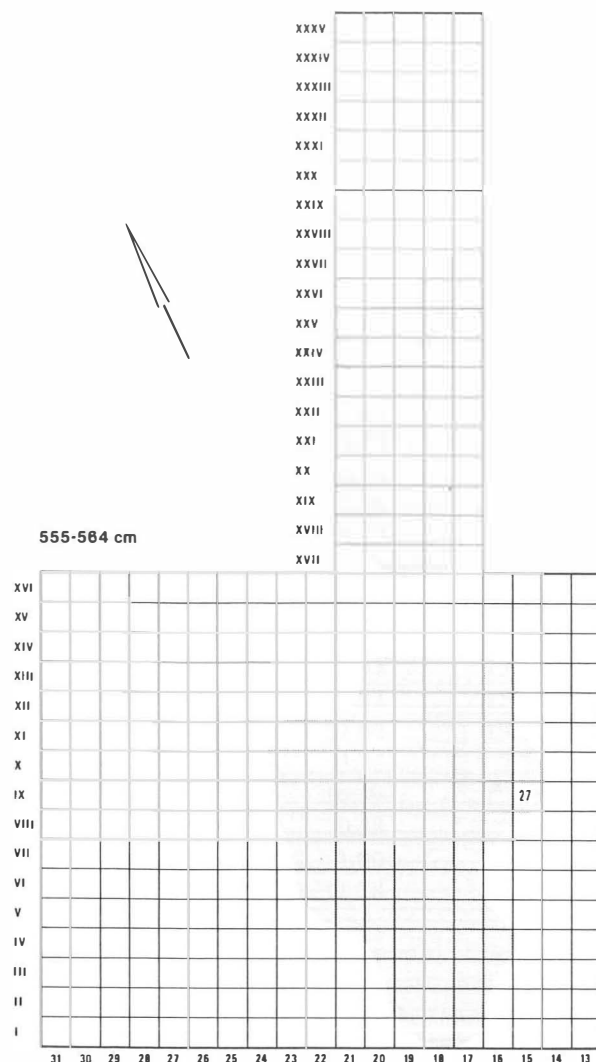 XXXV
XXXIV
XXXIII
XXXII
XXXI
XXX
XXIX
XXVIII
XXVII
XXVI
XXV
XXIV
XXIII
XXII
XXI
XX
XIX
XVIII
XVII
555-564 cm
XVI
XV
XIV
XIII
XII
XI
X
IX 27
VIII
VII
VI
V
IV
III
II
I
31 30 29 28 27 26 25 24 23 22 21 20 19 18 17 16 15 14 13